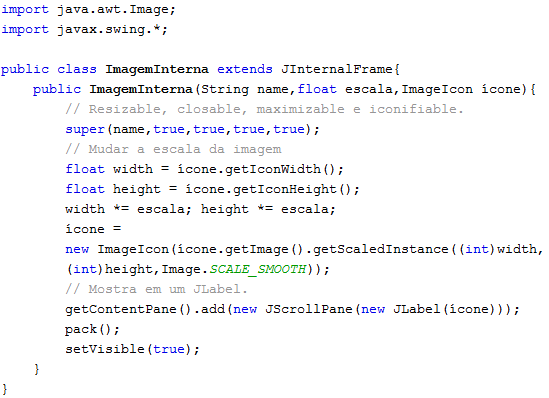 import java.awt.Image;
import javax.swing.*;

public class ImagemInterna extends JInternalFrame{
    public ImagemInterna(String name,float escala,ImageIcon ícone){
        // Resizable, closable, maximizable e iconifiable.
        super(name,true,true,true,true);
        // Mudar a escala da imagem
        float width = ícone.getIconWidth();
        float height = ícone.getIconHeight();
        width *= escala; height *= escala;
        ícone =
        new ImageIcon(ícone.getImage().getScaledInstance((int)width,
        (int)height,Image.SCALE_SMOOTH));
        // Mostra em um JLabel.
        getContentPane().add(new JScrollPane(new JLabel(ícone)));
        pack();
        setVisible(true);
    }
}